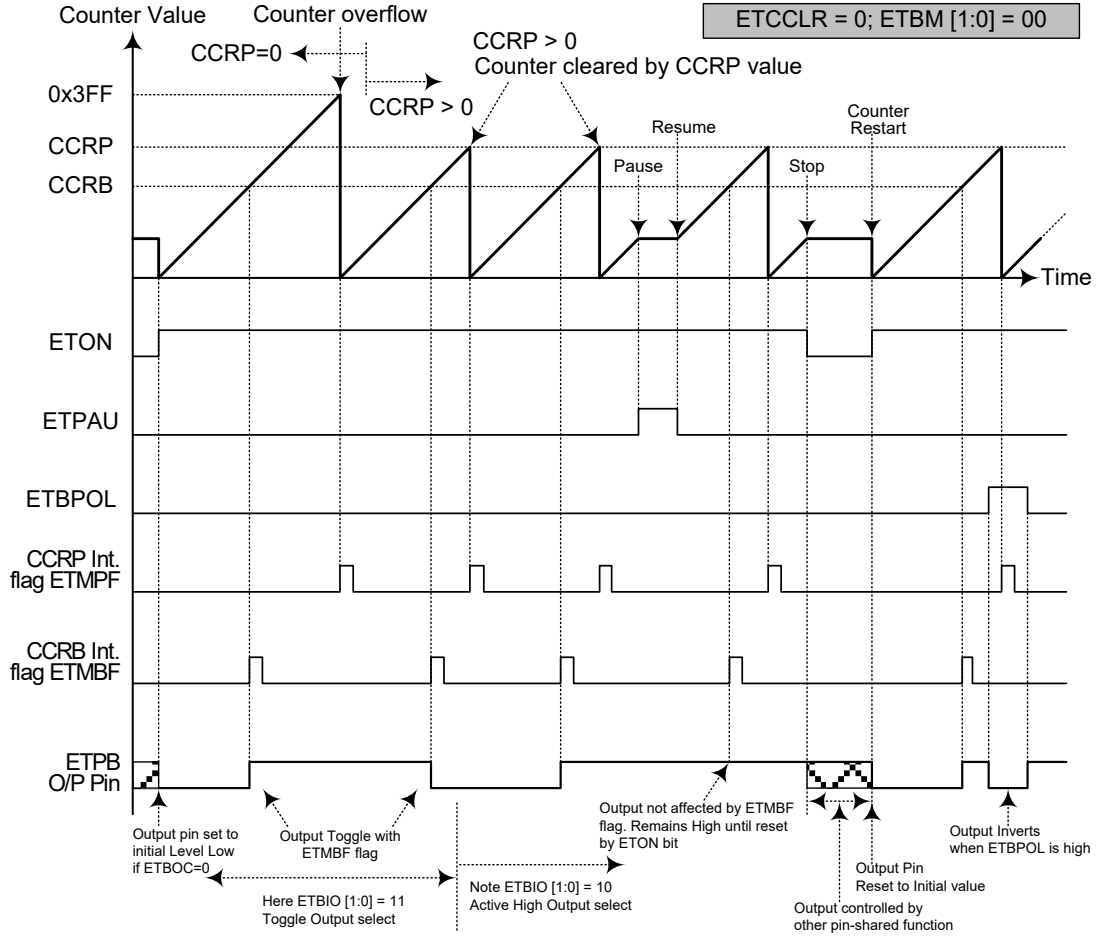 Counter Value
Counter overflow
ETCCLR = 0; ETBM [1:0] = 00
CCRP=0
CCRP > 0
Counter cleared by CCRP value
CCRP > 0
0x3FF
CCRP
CCRB
Pause
Resume
Stop
Counter
Restart
Time
ETON
ETPAU
ETBPOL
CCRP Int.
flag ETMPF
CCRB Int.
flag ETMBF
ETPB
O/P Pin
Output pin set to
initial Level Low
if ETBOC=0
Output Toggle with
ETMBF flag
Output not affected by ETMBF
flag. Remains High until reset
by ETON bit
Output Inverts
when ETBPOL is high
Output Pin
Reset to Initial value
Here ETBIO [1:0] = 11
Toggle Output select
Note ETBIO [1:0] = 10
Active High Output select
Output controlled by
other pin-shared function